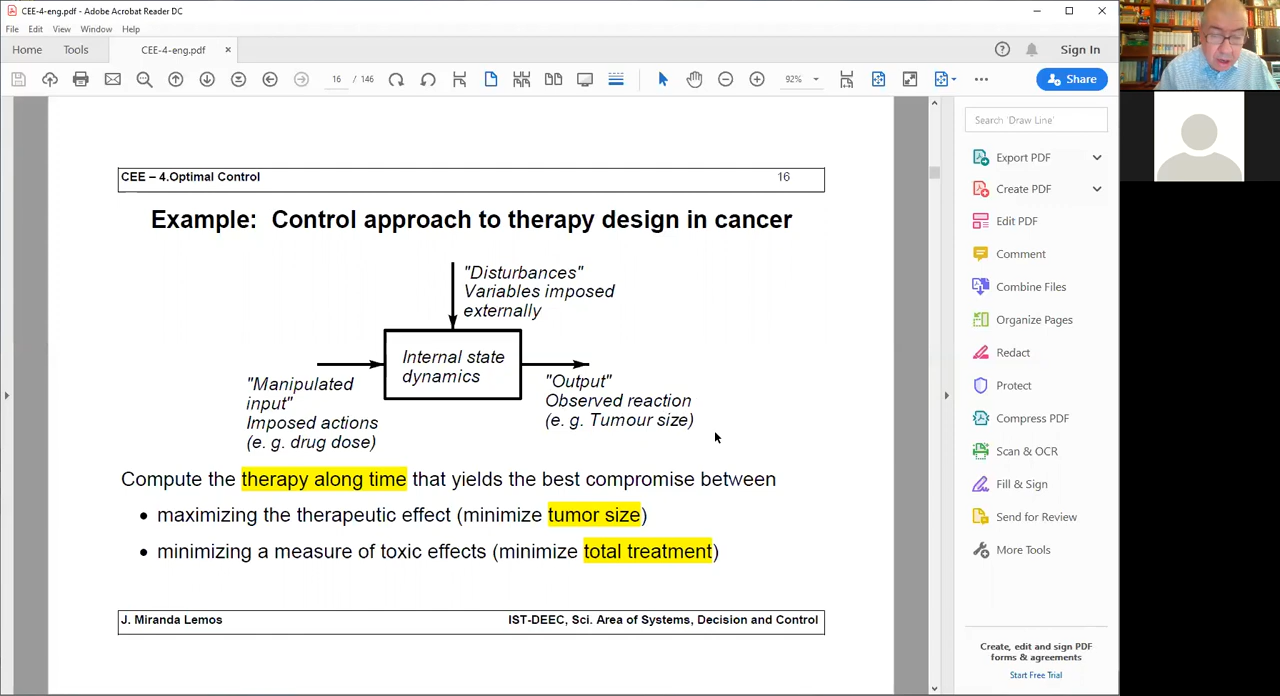 CEE-4-eng.pdf - Adobe Acrobat Reader DC
File Edit View Window Help
Home Tools CEE-4-eng.pdf × Sign In
16 / 146 92% Share
Search 'Draw Line'
Export PDF
Create PDF
Edit PDF
Comment
Combine Files
Organize Pages
Redact
Protect
Compress PDF
Scan & OCR
Fill & Sign
Send for Review
More Tools
Create, edit and sign PDF
forms & agreements
Start Free Trial
CEE – 4.Optimal Control 16
Example: Control approach to therapy design in cancer
"Disturbances"
Variables imposed
externally
Internal state
dynamics
"Manipulated
input"
Imposed actions
(e. g. drug dose)
"Output"
Observed reaction
(e. g. Tumour size)
Compute the therapy along time that yields the best compromise between
• maximizing the therapeutic effect (minimize tumor size)
• minimizing a measure of toxic effects (minimize total treatment)
J. Miranda Lemos IST-DEEC, Sci. Area of Systems, Decision and Control